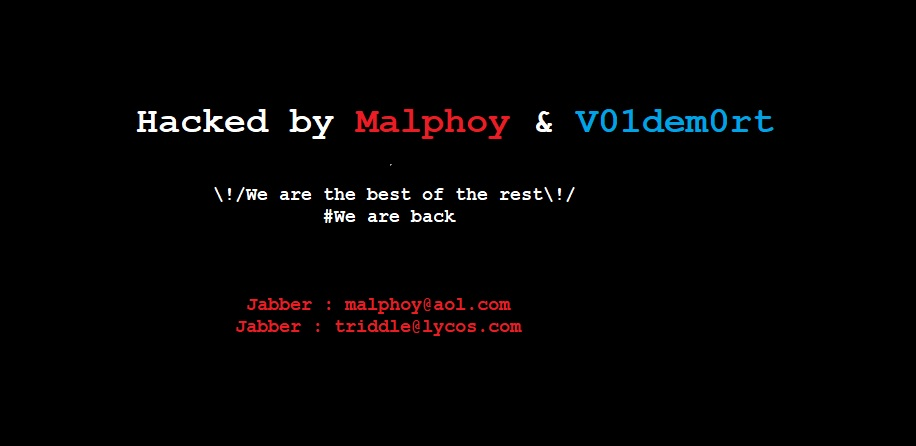 Hacked by Malphoy & V01dem0rt
\!/We are the best of the rest\!/
#We are back
Jabber : malphoy@aol.com
Jabber : triddle@lycos.com